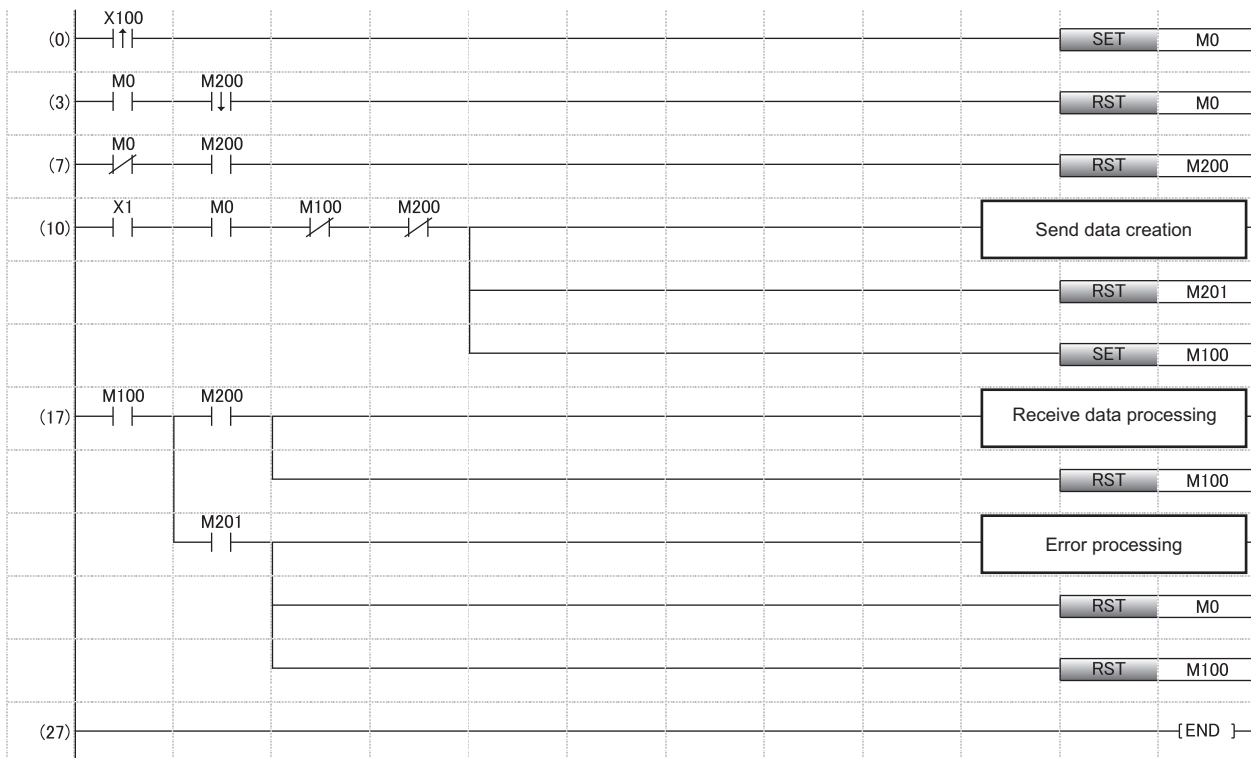 X100
(0) SET M0
M0 M200
(3) RST M0
M0 M200
(7) RST M200
X1 M0 M100 M200
(10) Send data creation
RST M201
SET M100
M100 M200
(17) Receive data processing
RST M100
M201
Error processing
RST M0
RST M100
(27) [END ]